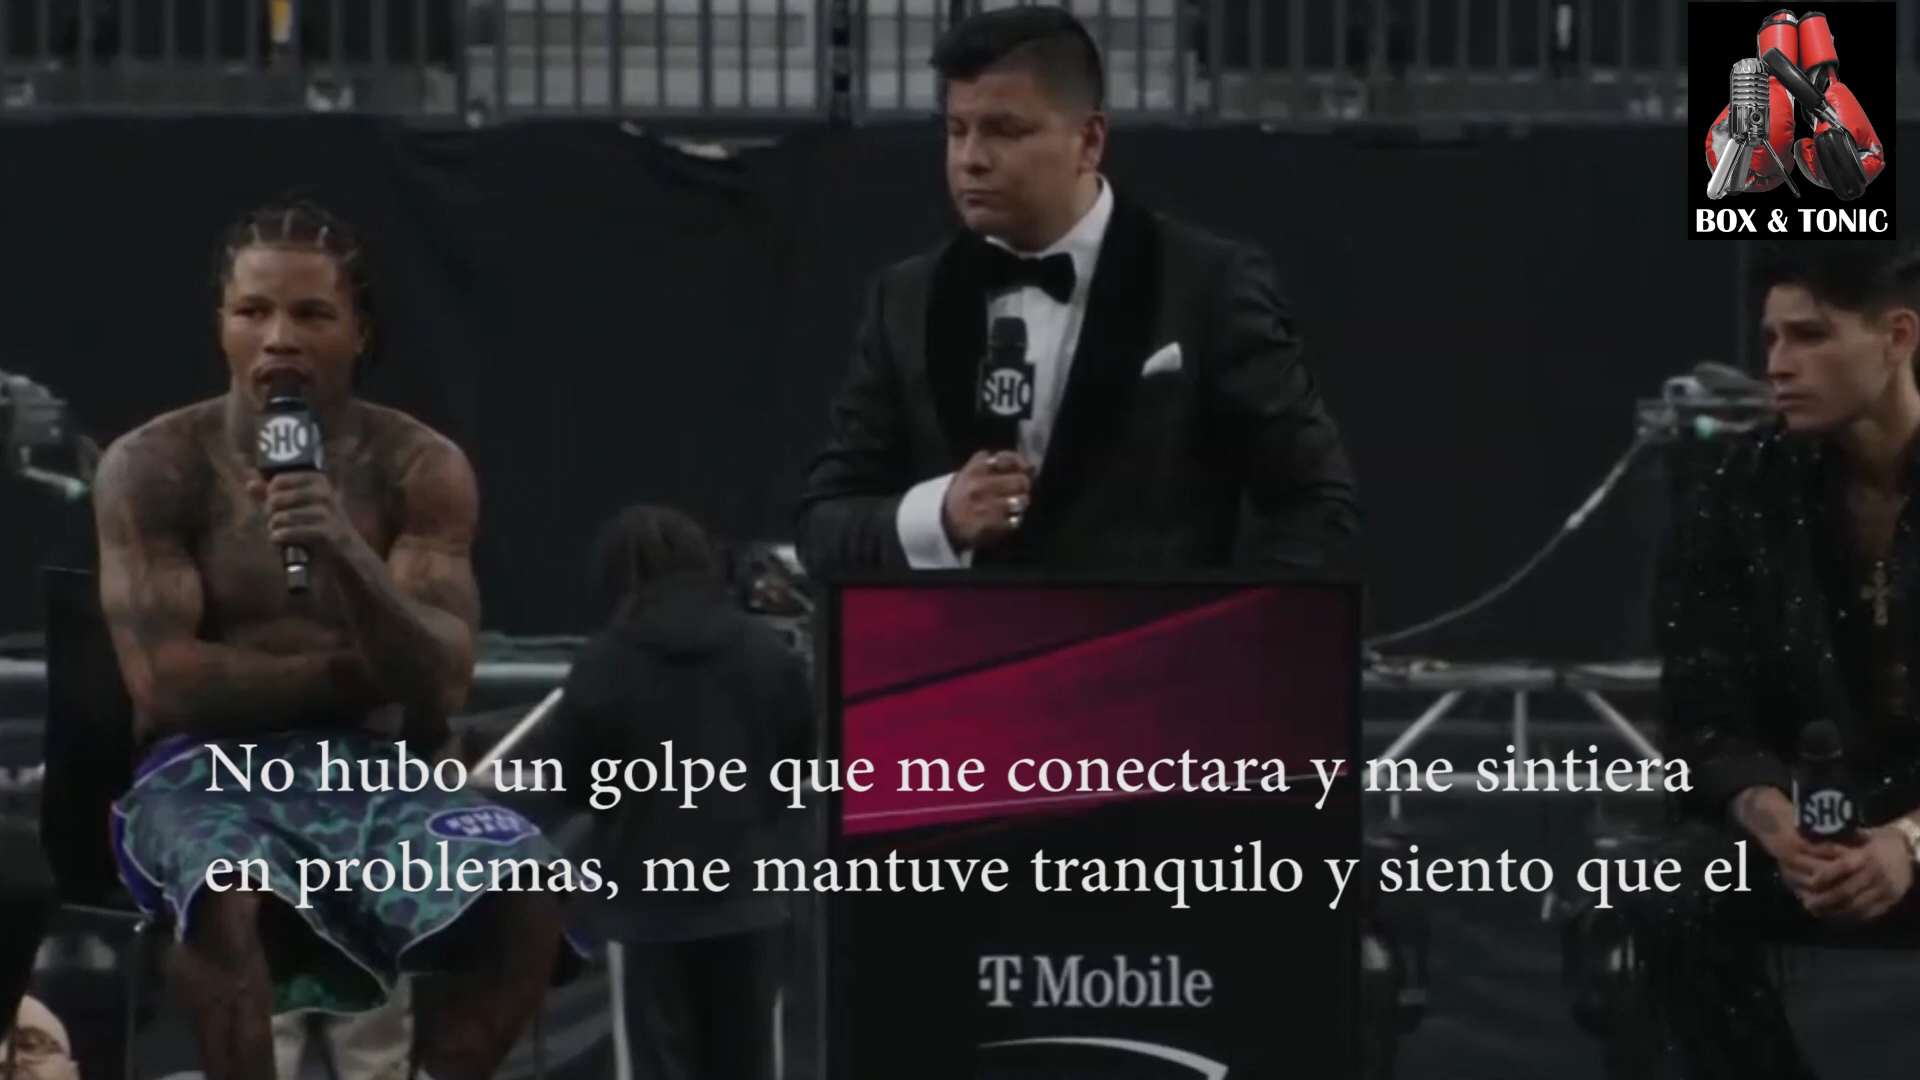 BOX & TONIC
SHO
SHO
No hubo un golpe que me conectara y me sintiera
SHO
en problemas, me mantuve tranquilo y siento que el
T Mobile